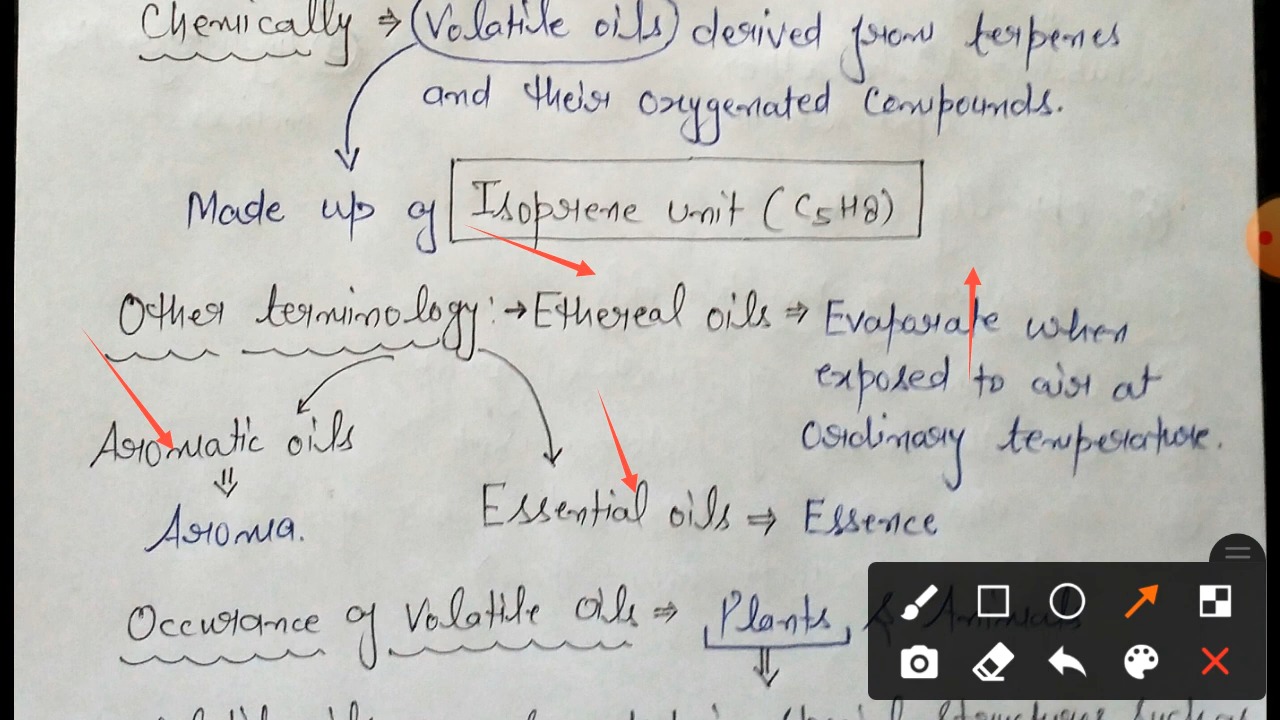 Chemically ⇒ Volatile oils derived from terpenes
and their oxygenated compounds.
Made up of Isoprene unit (C5H8)
Other terminology: → Ethereal oils ⇒ Evaporate when
exposed to air at
ordinary temperature.
Aromatic oils
⇓
Aroma.
Essential oils ⇒ Essence
Occurance of Volatile oils ⇒ Plants & Animals